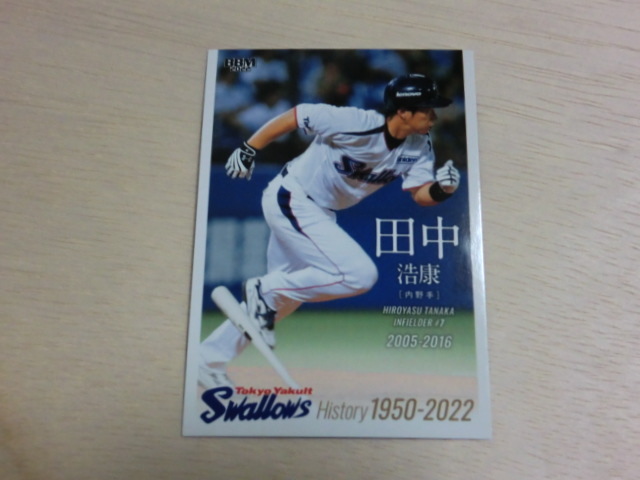 BBM
2022
Swallows
田中
浩康
[内野手]
HIROYASU TANAKA
INFIELDER #7
2005-2016
Tokyo Yakult
Swallows History 1950-2022